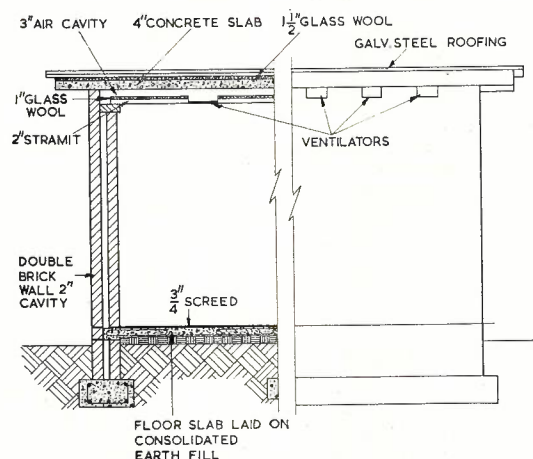 3" AIR CAVITY
4" CONCRETE SLAB
1½" GLASS WOOL
GALV. STEEL ROOFING
1" GLASS
WOOL
2" STRAMIT
VENTILATORS
DOUBLE
BRICK
WALL 2"
CAVITY
¾" SCREED
FLOOR SLAB LAID ON
CONSOLIDATED
EARTH FILL